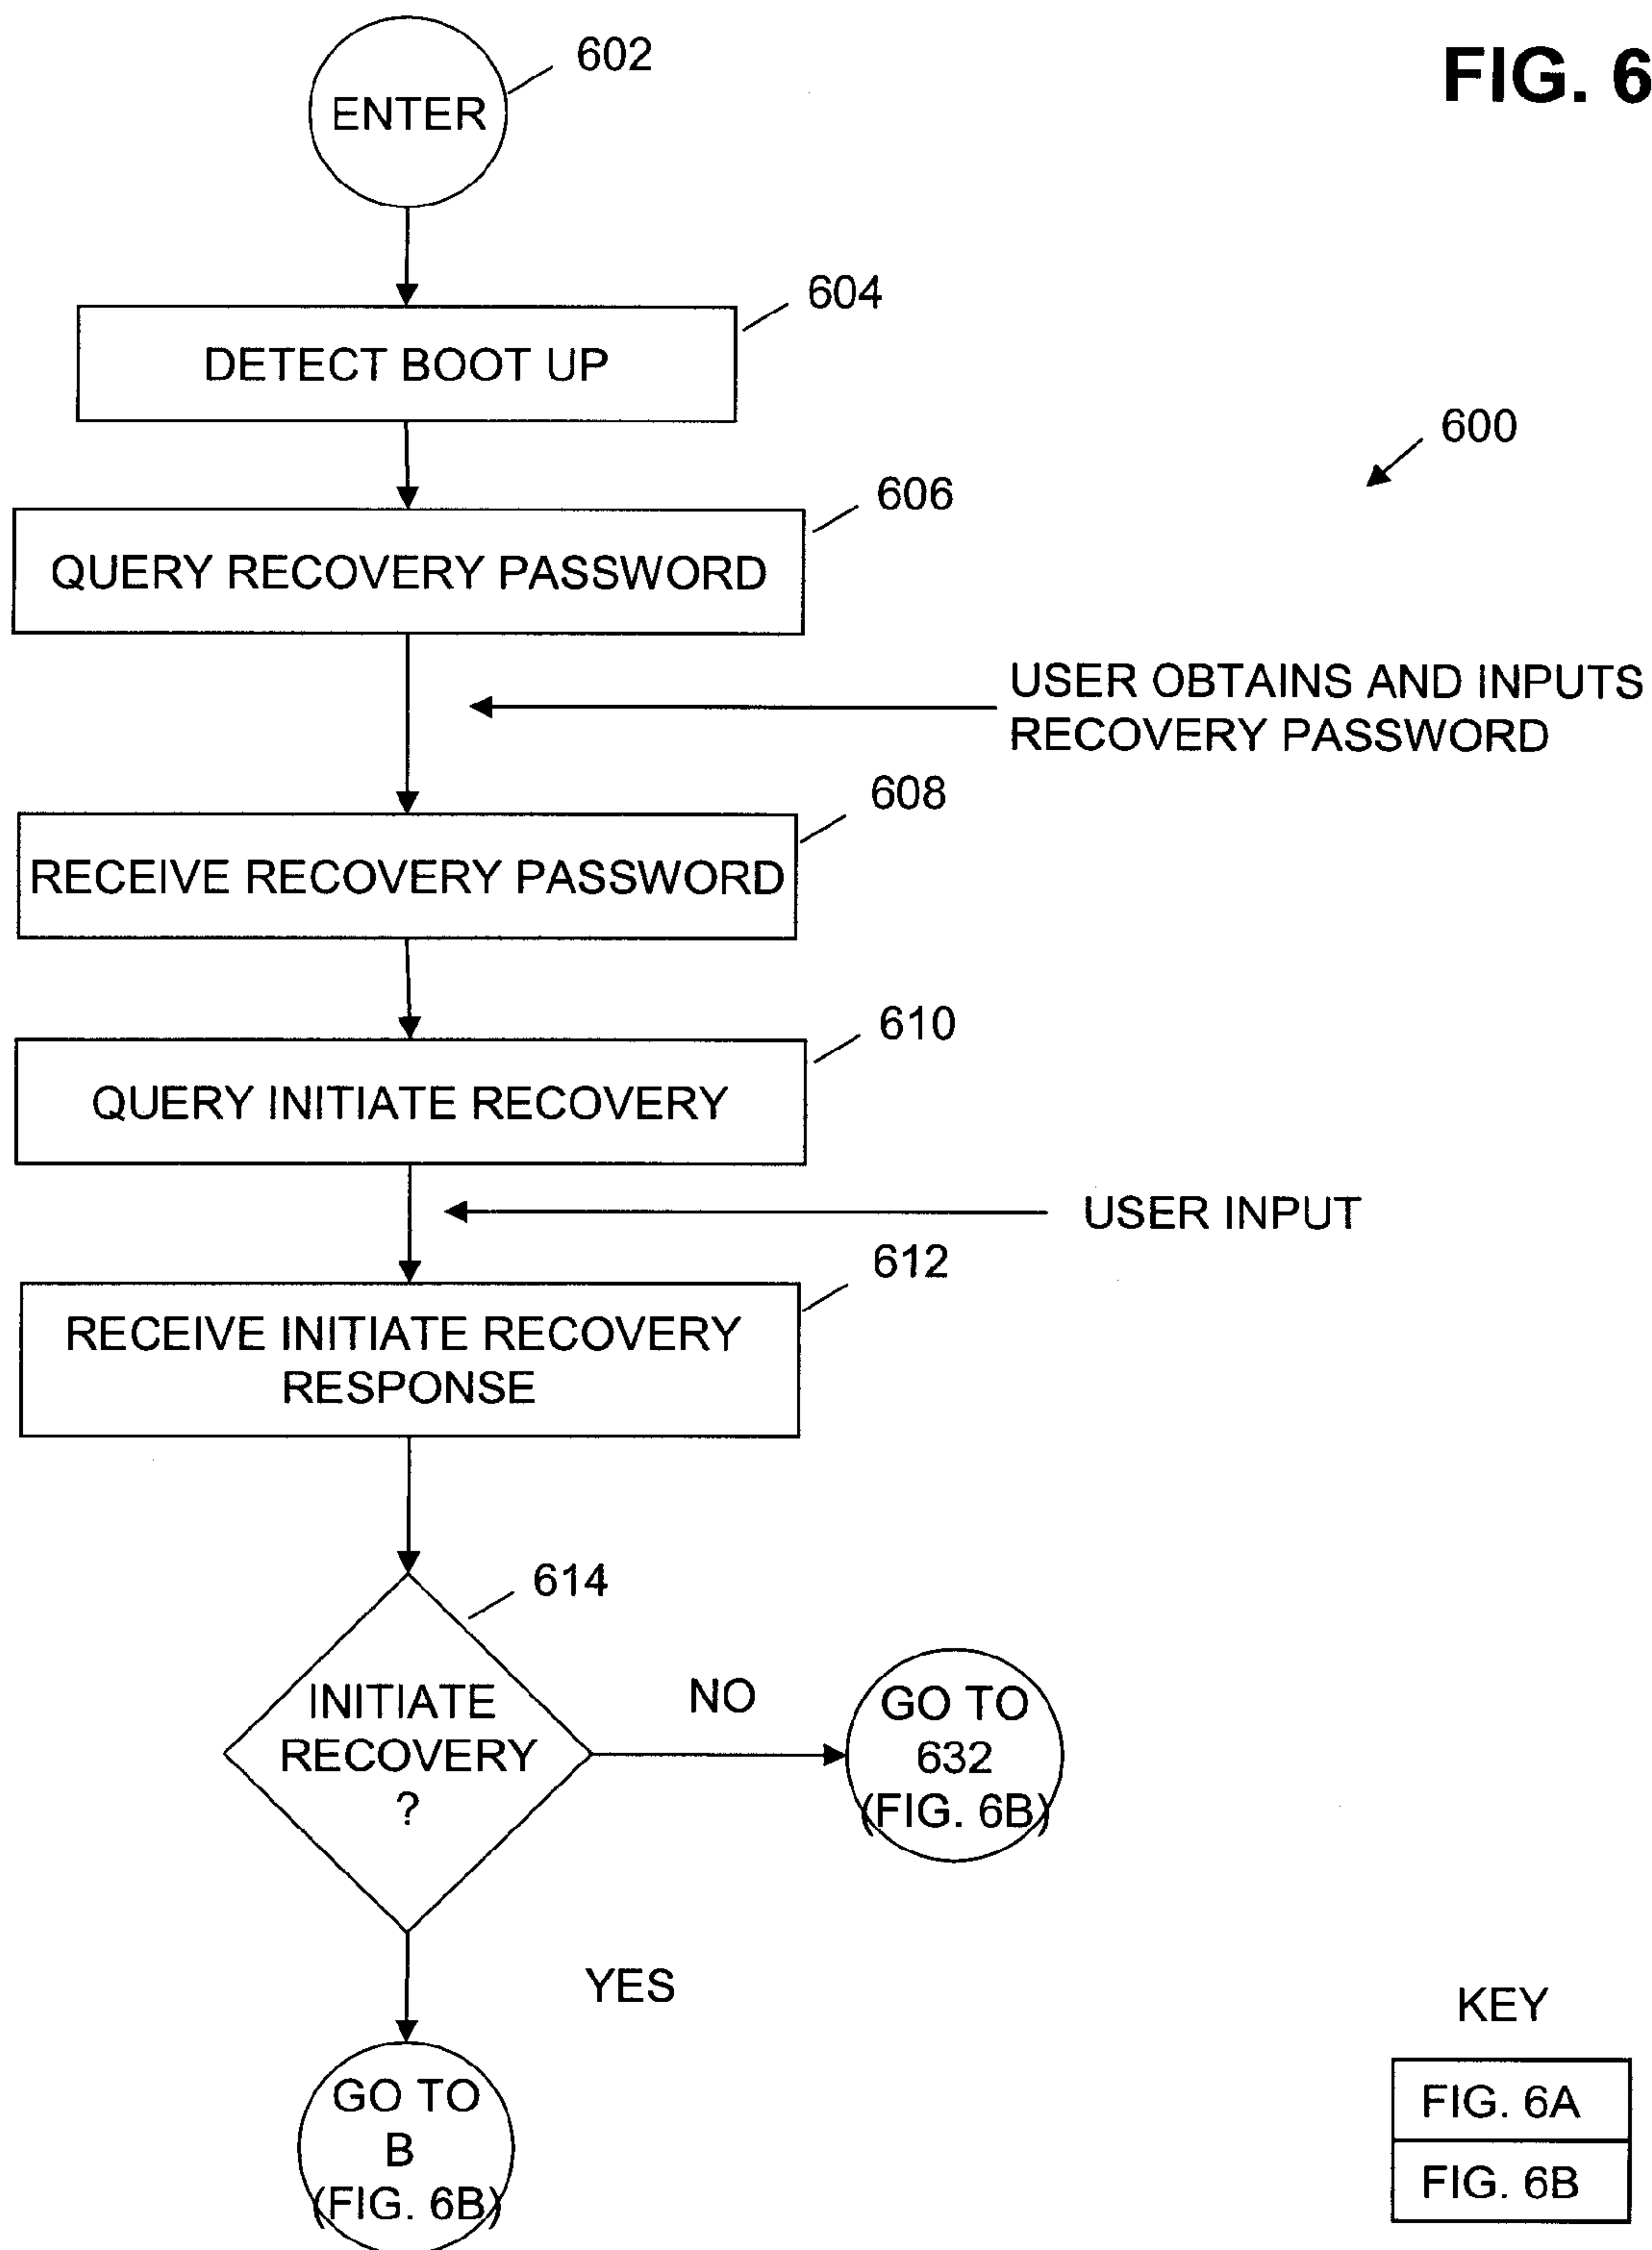 FIG. 6
602
ENTER
604
DETECT BOOT UP
600
606
QUERY RECOVERY PASSWORD
USER OBTAINS AND INPUTS
RECOVERY PASSWORD
608
RECEIVE RECOVERY PASSWORD
610
QUERY INITIATE RECOVERY
USER INPUT
612
RECEIVE INITIATE RECOVERY
RESPONSE
614
INITIATE
RECOVERY
?
NO
GO TO
632
(FIG. 6B)
YES
GO TO
B
(FIG. 6B)
KEY
FIG. 6A
FIG. 6B